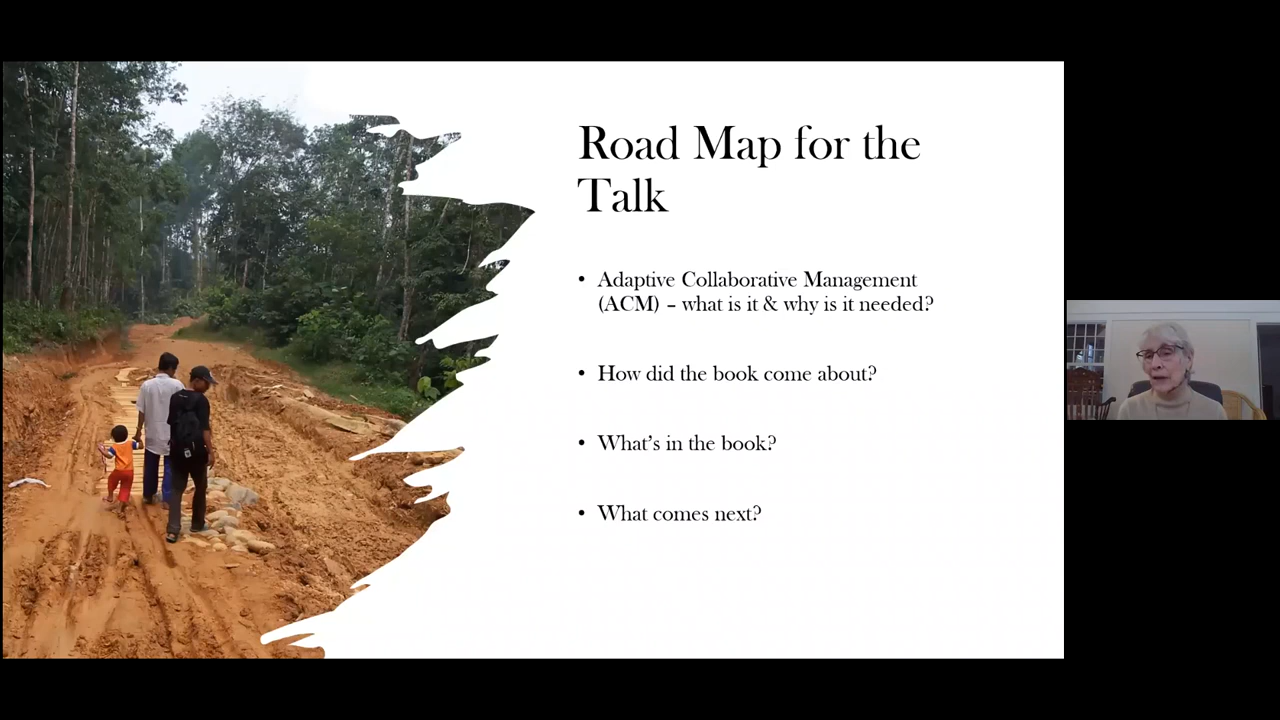 Road Map for the
Talk
• Adaptive Collaborative Management
(ACM) – what is it & why is it needed?
• How did the book come about?
• What's in the book?
• What comes next?